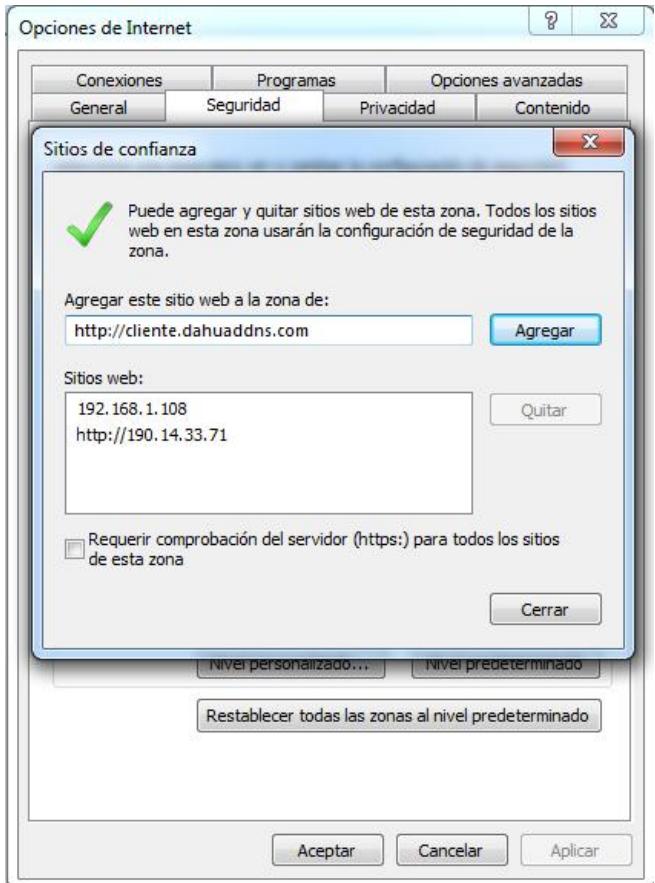 Opciones de Internet
Conexiones Programas Opciones avanzadas
General Seguridad Privacidad Contenido
Sitios de confianza
Puede agregar y quitar sitios web de esta zona. Todos los sitios
web en esta zona usarán la configuración de seguridad de la
zona.
Agregar este sitio web a la zona de:
http://cliente.dahuaddns.com Agregar
Sitios web:
192.168.1.108 Quitar
http://190.14.33.71
Requerir comprobación del servidor (https:) para todos los sitios
de esta zona
Cerrar
Nivel personalizado... Nivel predeterminado
Restablecer todas las zonas al nivel predeterminado
Aceptar Cancelar Aplicar